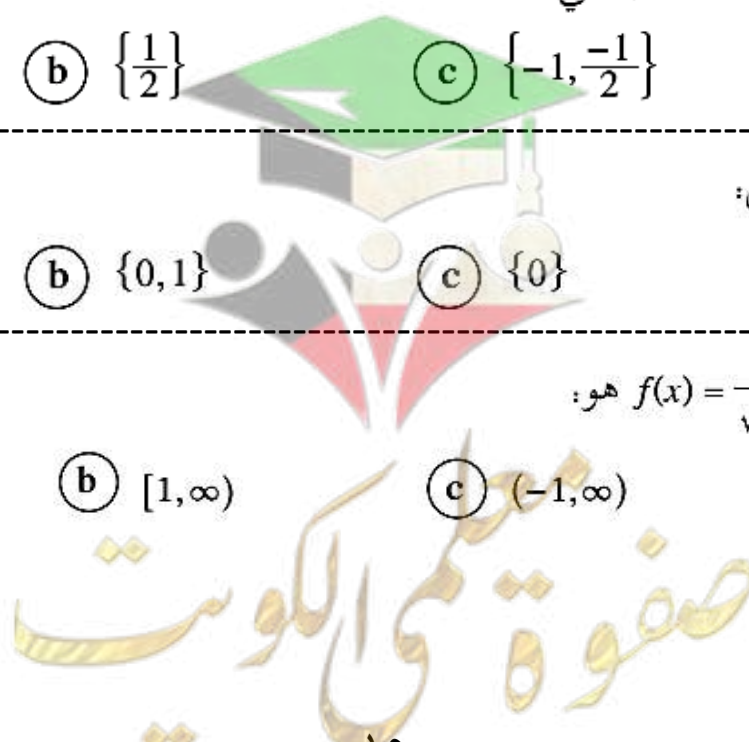 b {1/2} c {-1, -1/2}
b {0,1} c {0}
f(x) = هو:
b [1,∞) c (-1,∞)
صفوة معلمي الكويت